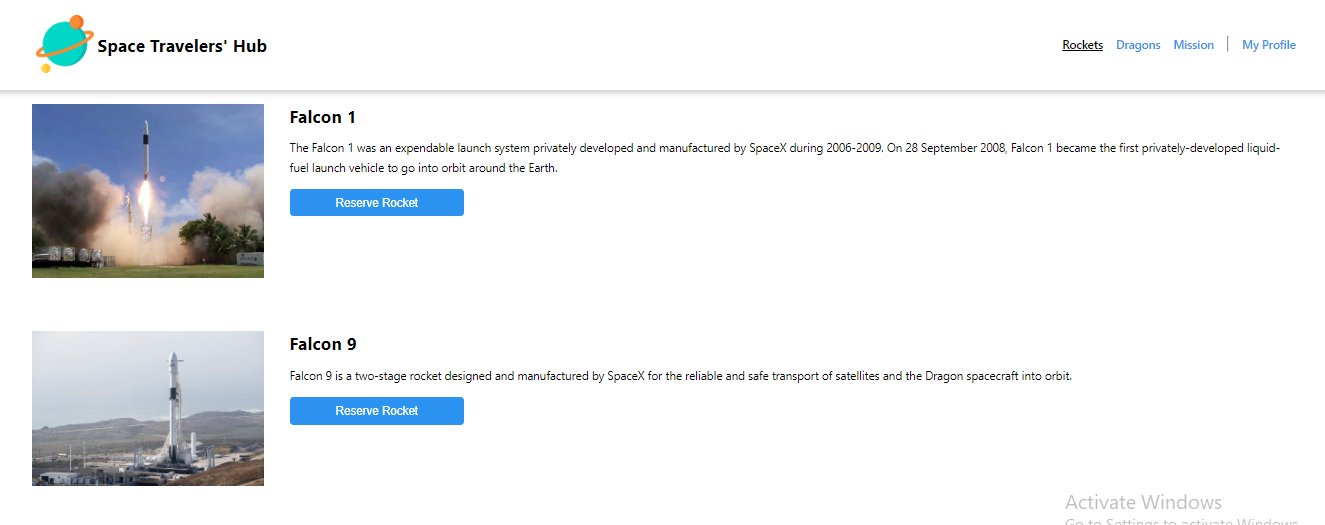 Space Travelers' Hub
Rockets Dragons Mission | My Profile
Falcon 1
The Falcon 1 was an expendable launch system privately developed and manufactured by SpaceX during 2006-2009. On 28 September 2008, Falcon 1 became the first privately-developed liquid-
fuel launch vehicle to go into orbit around the Earth.
Reserve Rocket
Falcon 9
Falcon 9 is a two-stage rocket designed and manufactured by SpaceX for the reliable and safe transport of satellites and the Dragon spacecraft into orbit.
Reserve Rocket
Activate Windows
Go to Settings to activate Windows